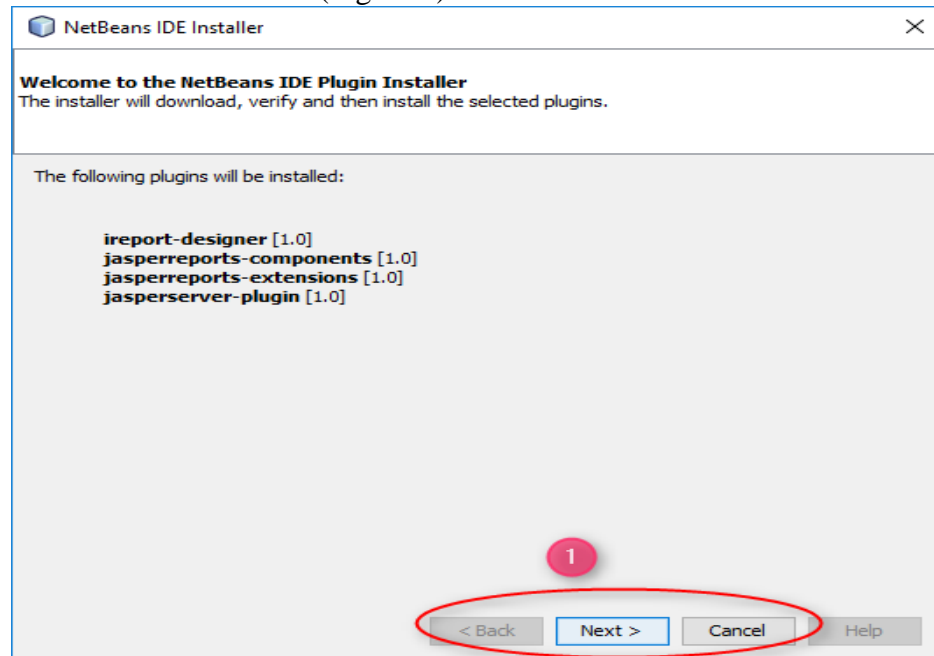 NetBeans IDE Installer
Welcome to the NetBeans IDE Plugin Installer
The installer will download, verify and then install the selected plugins.
The following plugins will be installed:
ireport-designer [1.0]
jasperreports-components [1.0]
jasperreports-extensions [1.0]
jasperserver-plugin [1.0]
1
< Back Next > Cancel Help